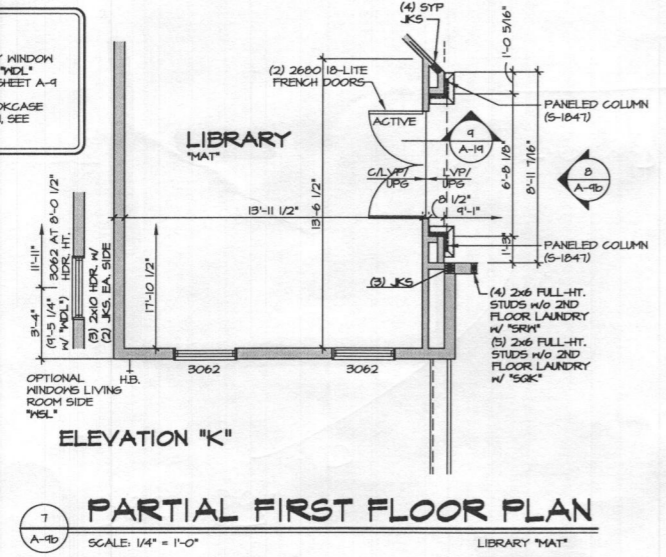 (4) SYP
JKS
Y WINDOW
"WDL"
SHEET A-9
OKCASE
, SEE
(2) 2680 18-LITE
FRENCH DOORS
ACTIVE
LIBRARY
"MAT"
1'-0 5/16"
PANELED COLUMN
(S-1847)
9
A-19
6'-8 1/8"
8'-11 7/16"
8
A-9b
C/LVP/
UPG
LVP/
UPG
8 1/2"
9'-1"
13'-11 1/2"
13'-6 1/2"
17'-10 1/2"
1'-3"
PANELED COLUMN
(S-1847)
(3) JKS
(4) 2x6 FULL-HT.
STUDS W/O 2ND
FLOOR LAUNDRY
W/ "SRW"
(5) 2x6 FULL-HT.
STUDS W/O 2ND
FLOOR LAUNDRY
W/ "SQK"
11'-11"
3'-4"
3062 AT 8'-0 1/2"
HDR. HT.
(9'-5 1/4"
W/ "WDL")
(3) 2x10 HDR. W/
(2) JKS. EA. SIDE
3062
3062
H.B.
OPTIONAL
WINDOWS LIVING
ROOM SIDE
"WSL"
ELEVATION "K"
7
A-9b
PARTIAL FIRST FLOOR PLAN
SCALE: 1/4" = 1'-0"
LIBRARY "MAT"